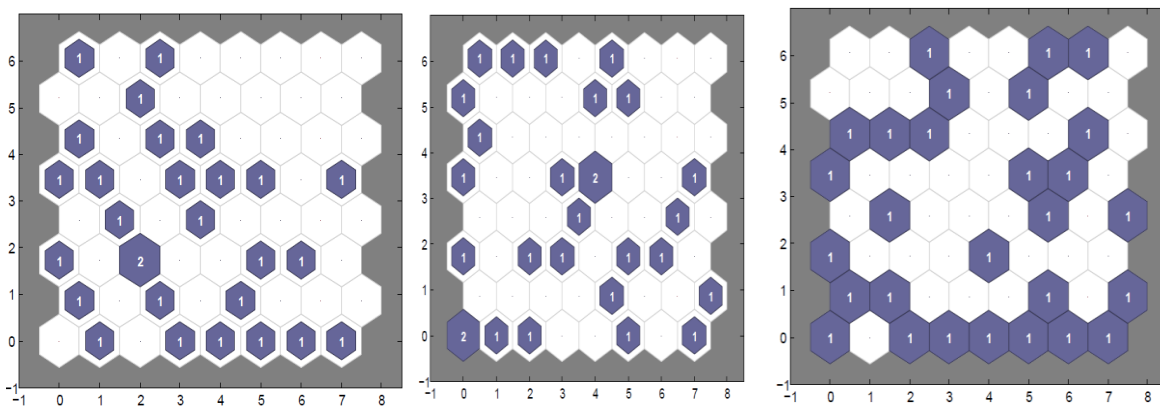 6 1 1
5 1
4 1 1 1
1 1 1 1 1 1
3
1 1
2 1 2 1 1
1 1 1 1
0 1 1 1 1 1 1
−1
−1 0 1 2 3 4 5 6 7 8
6 1 1 1 1
5 1 1 1
4 1
1 1 2 1
3
1 1
2 1 1 1 1 1
1 1 1
0 2 1 1 1 1
−1
−1 0 1 2 3 4 5 6 7 8
6 1 1 1
5 1 1
4 1 1 1 1
1 1 1
3
1 1 1
2 1 1
1 1 1 1 1
0 1 1 1 1 1 1 1
−1
−1 0 1 2 3 4 5 6 7 8